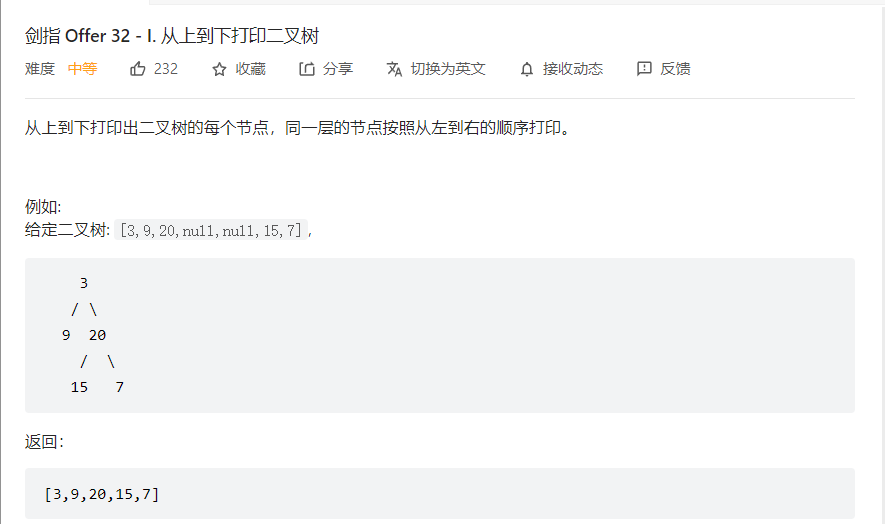 剑指 Offer 32 - I. 从上到下打印二叉树
难度 中等 232 收藏 分享 切换为英文 接收动态 反馈
从上到下打印出二叉树的每个节点，同一层的节点按照从左到右的顺序打印。
例如:
给定二叉树: [3,9,20,null,null,15,7],
3
/ \
9 20
/ \
15 7
返回：
[3,9,20,15,7]